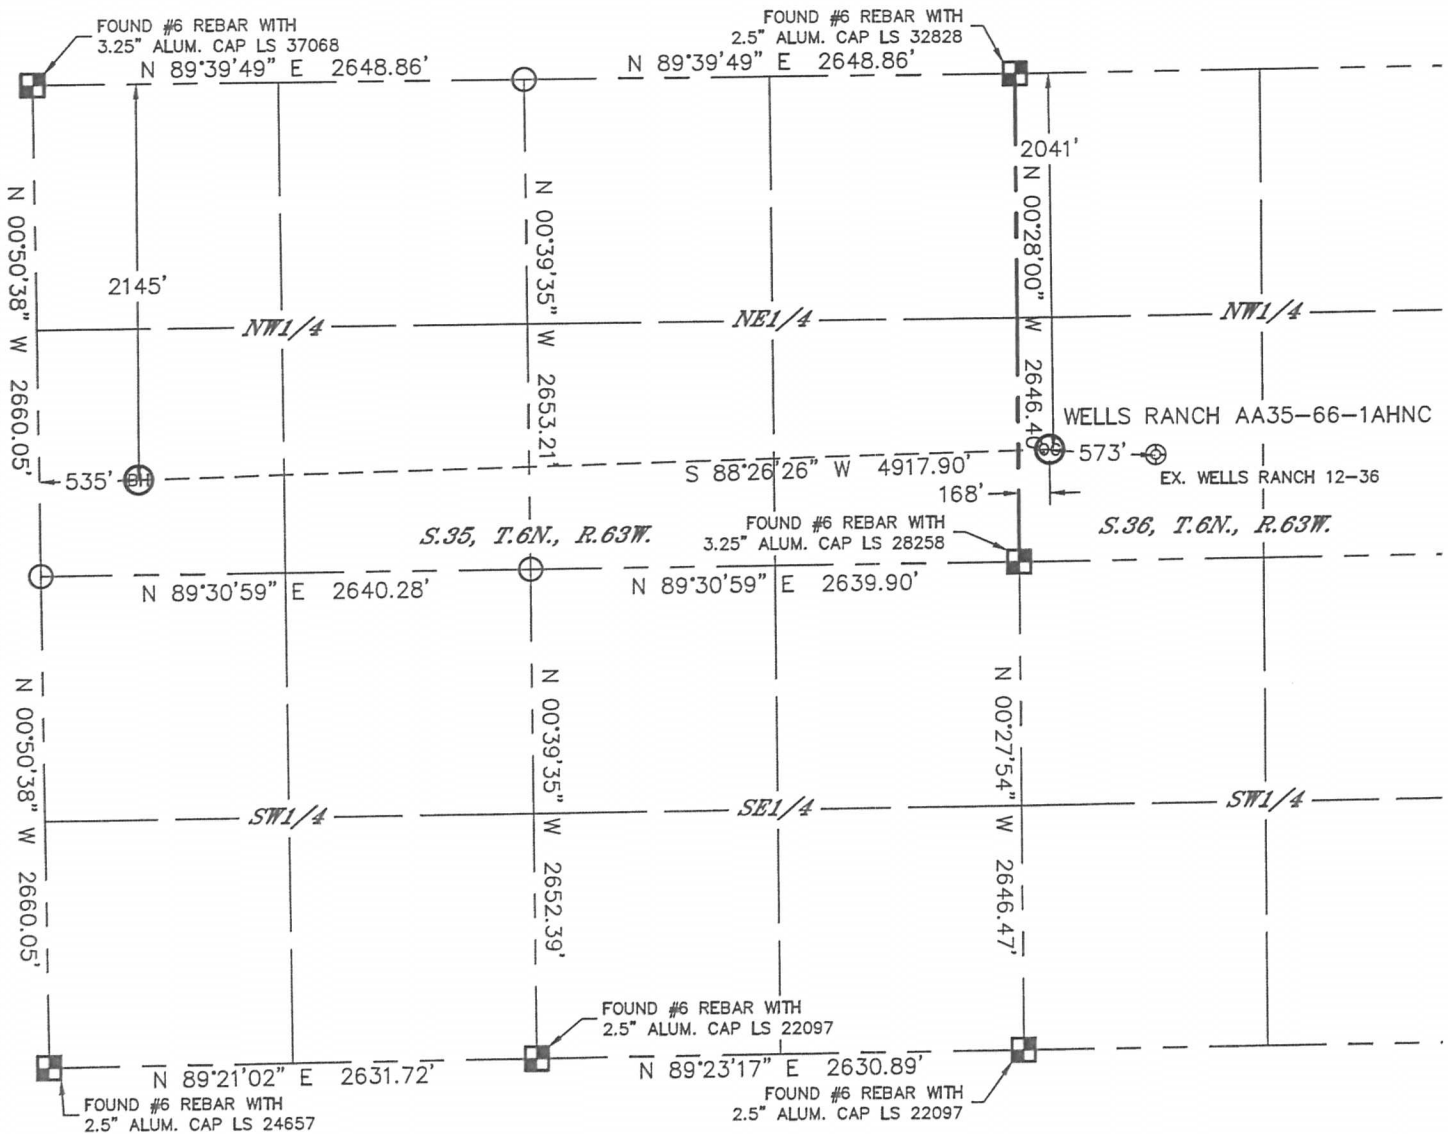 FOUND #6 REBAR WITH
3.25" ALUM. CAP LS 37068
FOUND #6 REBAR WITH
2.5" ALUM. CAP LS 32828
N 89°39'49" E 2648.86'
N 89°39'49" E 2648.86'
2041'
N 00°50'38" W 2660.05'
N 00°39'35" W 2653.21'
N 00°28'00" W 2646.40
2145'
NW1/4
NE1/4
NW1/4
WELLS RANCH AA35-66-1AHNC
573'
EX. WELLS RANCH 12-36
535'
BH
S 88°26'26" W 4917.90'
168'
S.35, T.6N., R.63W.
FOUND #6 REBAR WITH
3.25" ALUM. CAP LS 28258
S.36, T.6N., R.63W.
N 89°30'59" E 2640.28'
N 89°30'59" E 2639.90'
N 00°50'38" W 2660.05'
N 00°39'35" W 2652.39'
N 00°27'54" W 2646.47'
SW1/4
SE1/4
SW1/4
FOUND #6 REBAR WITH
2.5" ALUM. CAP LS 22097
N 89°21'02" E 2631.72'
N 89°23'17" E 2630.89'
FOUND #6 REBAR WITH
2.5" ALUM. CAP LS 24657
FOUND #6 REBAR WITH
2.5" ALUM. CAP LS 22097